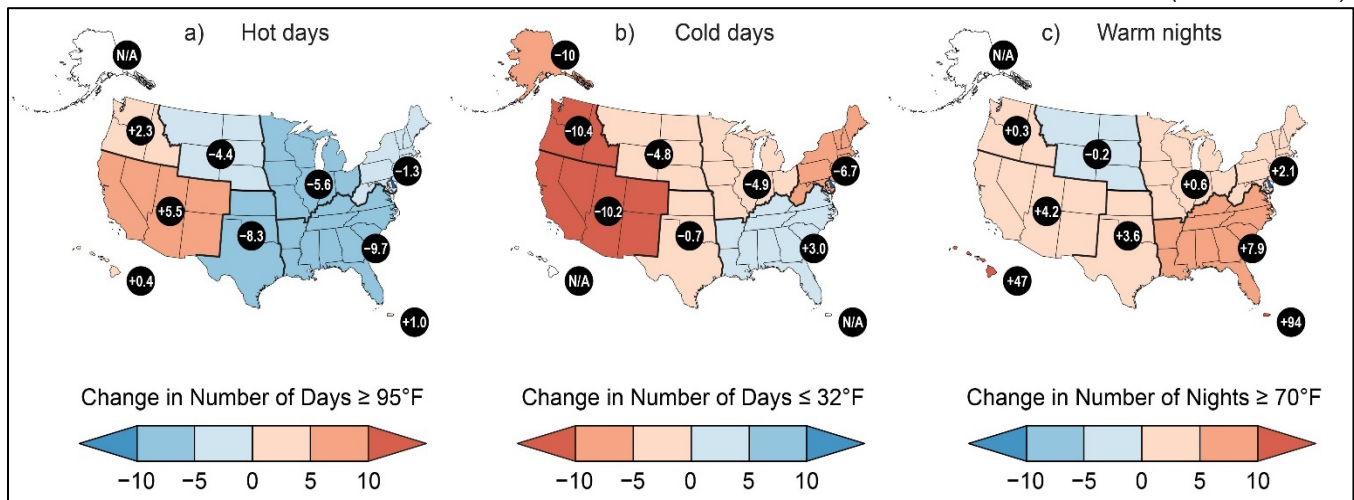 a) Hot days
N/A
+2.3
−4.4
−1.3
−5.6
+5.5
−8.3
−9.7
+0.4
+1.0
Change in Number of Days ≥ 95°F
−10 −5 0 5 10
b) Cold days
−10
−10.4
−4.8
−6.7
−4.9
−10.2
−0.7
+3.0
N/A
N/A
Change in Number of Days ≤ 32°F
−10 −5 0 5 10
c) Warm nights
N/A
+0.3
−0.2
+2.1
+0.6
+4.2
+3.6
+7.9
+47
+94
Change in Number of Nights ≥ 70°F
−10 −5 0 5 10